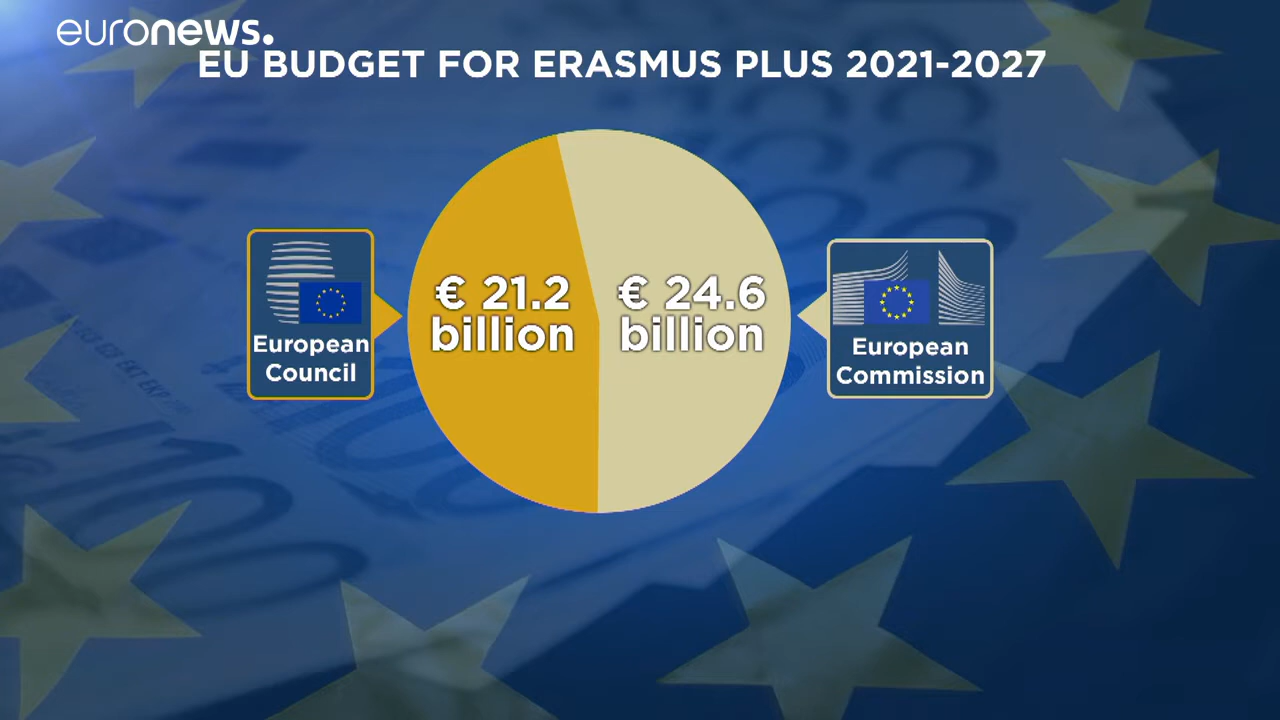 euronews.
EU BUDGET FOR ERASMUS PLUS 2021-2027
€ 21.2
billion
€ 24.6
billion
European
Council
European
Commission